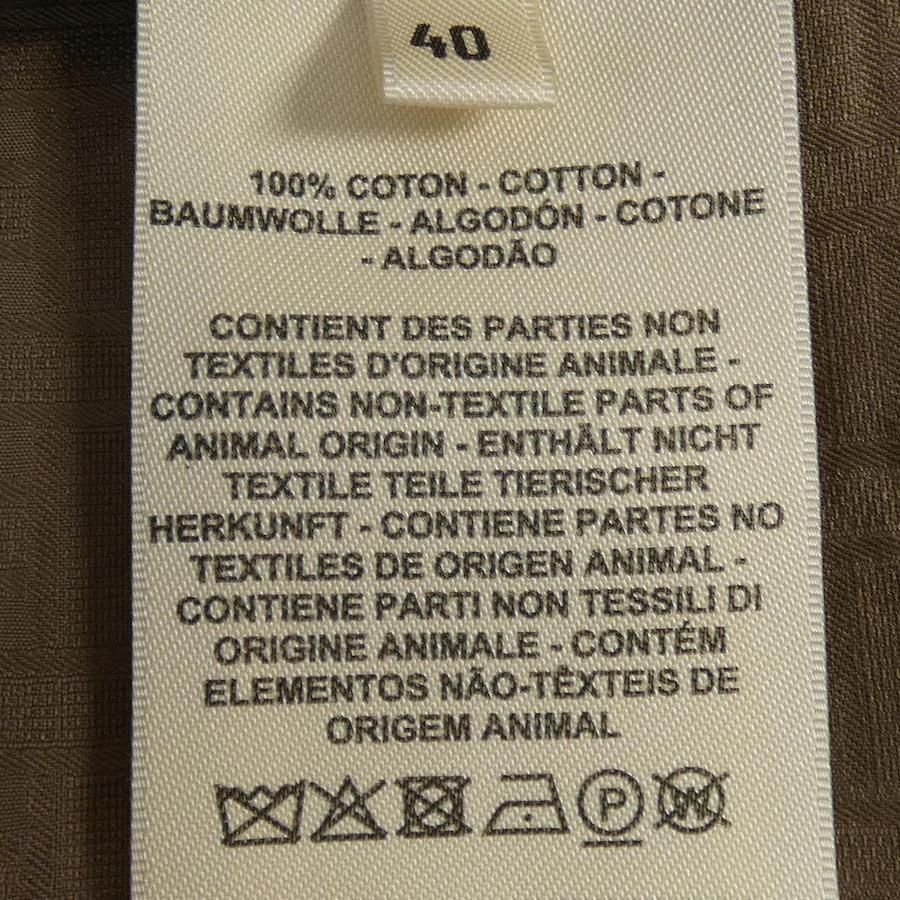 40
100% COTON - COTTON -
BAUMWOLLE - ALGODÓN - COTONE
- ALGODÃO
CONTIENT DES PARTIES NON
TEXTILES D'ORIGINE ANIMALE -
CONTAINS NON-TEXTILE PARTS OF
ANIMAL ORIGIN - ENTHÄLT NICHT
TEXTILE TEILE TIERISCHER
HERKUNFT - CONTIENE PARTES NO
TEXTILES DE ORIGEN ANIMAL -
CONTIENE PARTI NON TESSILI DI
ORIGINE ANIMALE - CONTÉM
ELEMENTOS NÃO-TÊXTEIS DE
ORIGEM ANIMAL
P W